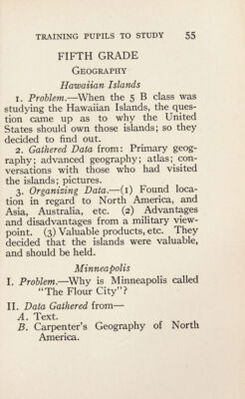 TRAINING PUPILS TO STUDY 55
FIFTH GRADE
GEOGRAPHY
Hawaiian Islands
1. Problem.—When the 5 B class was
studying the Hawaiian Islands, the ques-
tion came up as to why the United
States should own those islands; so they
decided to find out.
2. Gathered Data from: Primary geog-
raphy; advanced geography; atlas; con-
versations with those who had visited
the islands; pictures.
3. Organizing Data.—(1) Found loca-
tion in regard to North America, and
Asia, Australia, etc. (2) Advantages
and disadvantages from a military view-
point. (3) Valuable products, etc. They
decided that the islands were valuable,
and should be held.
Minneapolis
I. Problem.—Why is Minneapolis called
"The Flour City"?
II. Data Gathered from—
A. Text.
B. Carpenter's Geography of North
America.